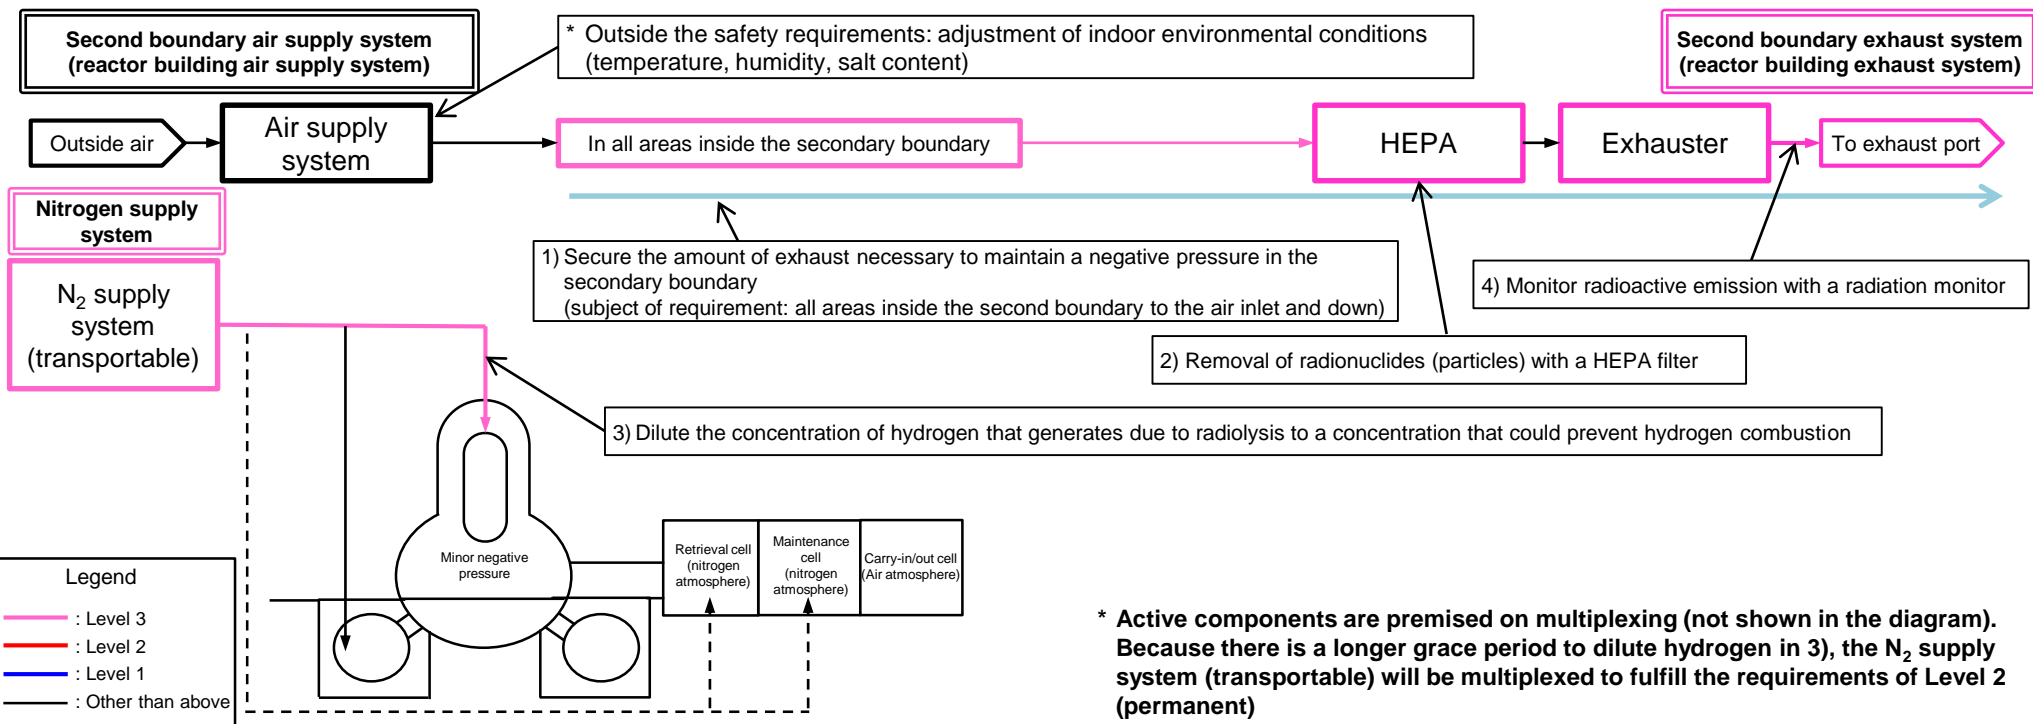 Second boundary air supply system
(reactor building air supply system)
* Outside the safety requirements: adjustment of indoor environmental conditions
(temperature, humidity, salt content)
Second boundary exhaust system
(reactor building exhaust system)
Outside air
Air supply
system
In all areas inside the secondary boundary
HEPA
Exhauster
To exhaust port
Nitrogen supply
system
N₂ supply
system
(transportable)
1) Secure the amount of exhaust necessary to maintain a negative pressure in the
secondary boundary
(subject of requirement: all areas inside the second boundary to the air inlet and down)
4) Monitor radioactive emission with a radiation monitor
2) Removal of radionuclides (particles) with a HEPA filter
3) Dilute the concentration of hydrogen that generates due to radiolysis to a concentration that could prevent hydrogen combustion
Minor negative
pressure
Retrieval cell
(nitrogen
atmosphere)
Maintenance
cell
(nitrogen
atmosphere)
Carry-in/out cell
(Air atmosphere)
Legend
: Level 3
: Level 2
: Level 1
: Other than above
* Active components are premised on multiplexing (not shown in the diagram).
Because there is a longer grace period to dilute hydrogen in 3), the N₂ supply
system (transportable) will be multiplexed to fulfill the requirements of Level 2
(permanent)